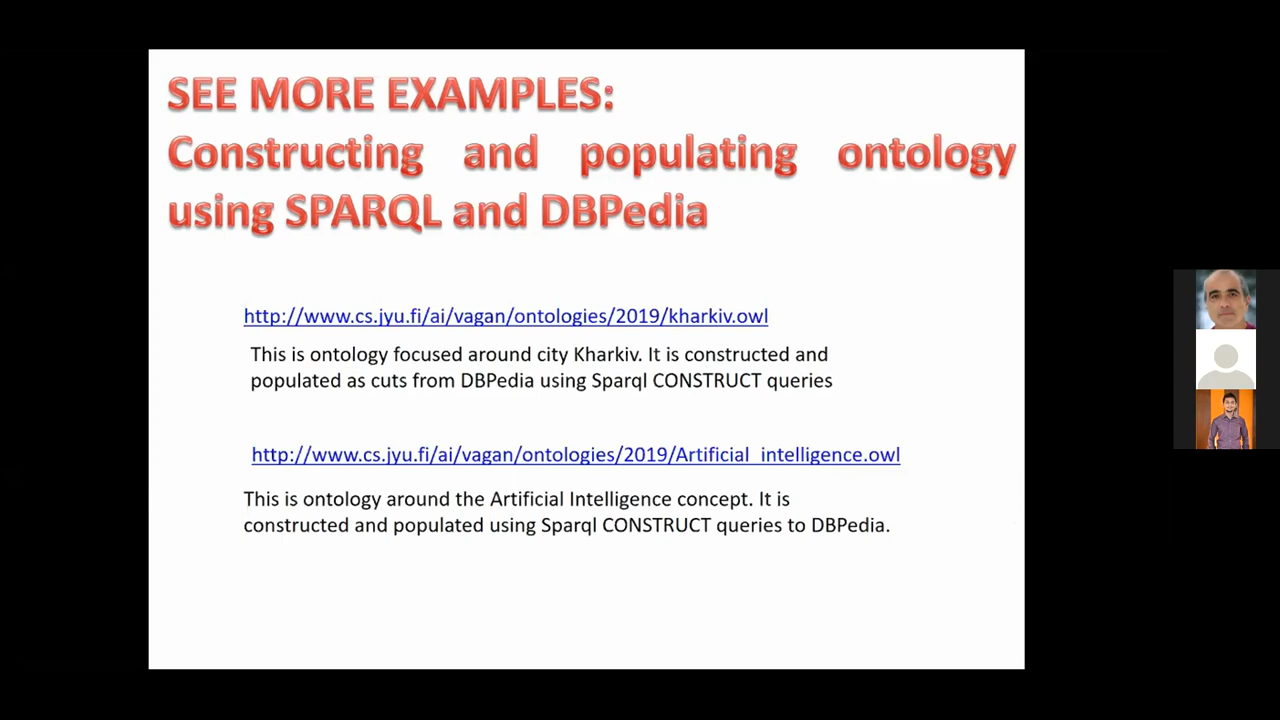 SEE MORE EXAMPLES:
Constructing and populating ontology
using SPARQL and DBPedia
http://www.cs.jyu.fi/ai/vagan/ontologies/2019/kharkiv.owl
This is ontology focused around city Kharkiv. It is constructed and
populated as cuts from DBPedia using Sparql CONSTRUCT queries
http://www.cs.jyu.fi/ai/vagan/ontologies/2019/Artificial_intelligence.owl
This is ontology around the Artificial Intelligence concept. It is
constructed and populated using Sparql CONSTRUCT queries to DBPedia.